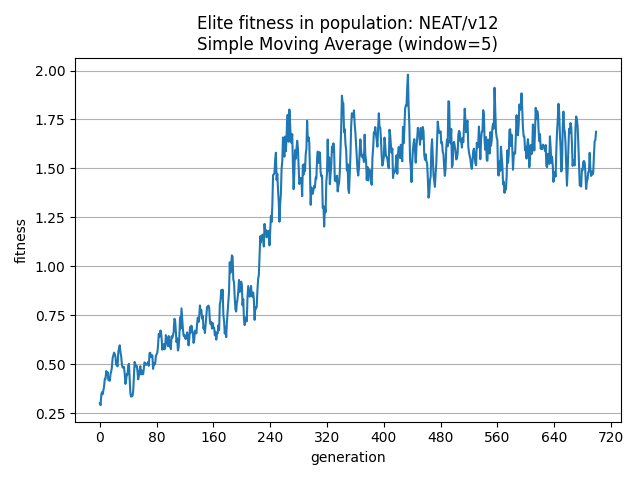 Elite fitness in population: NEAT/v12
Simple Moving Average (window=5)
2.00
1.75
1.50
1.25
1.00
0.75
0.50
0.25
fitness
0 80 160 240 320 400 480 560 640 720
generation